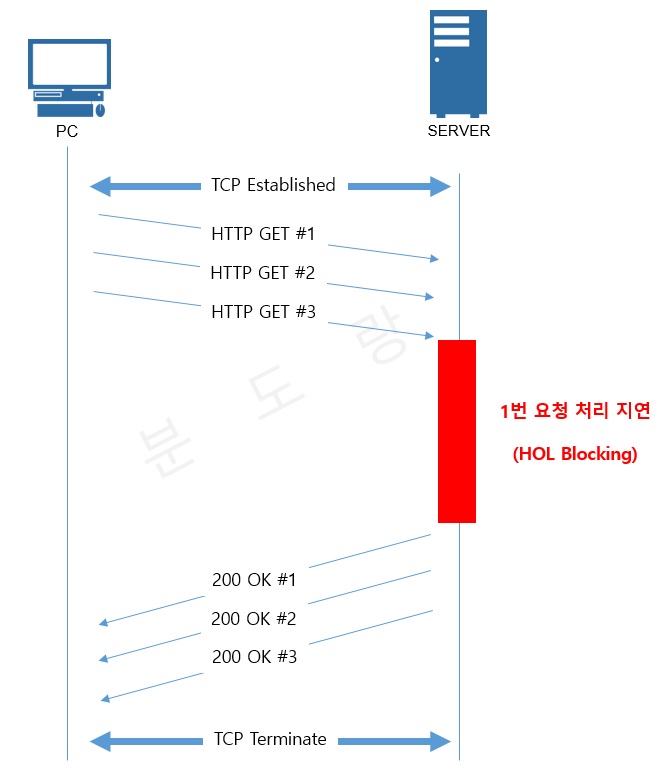 PC
SERVER
TCP Established
HTTP GET #1
HTTP GET #2
HTTP GET #3
분 도 량
1번 요청 처리 지연
(HOL Blocking)
200 OK #1
200 OK #2
200 OK #3
TCP Terminate